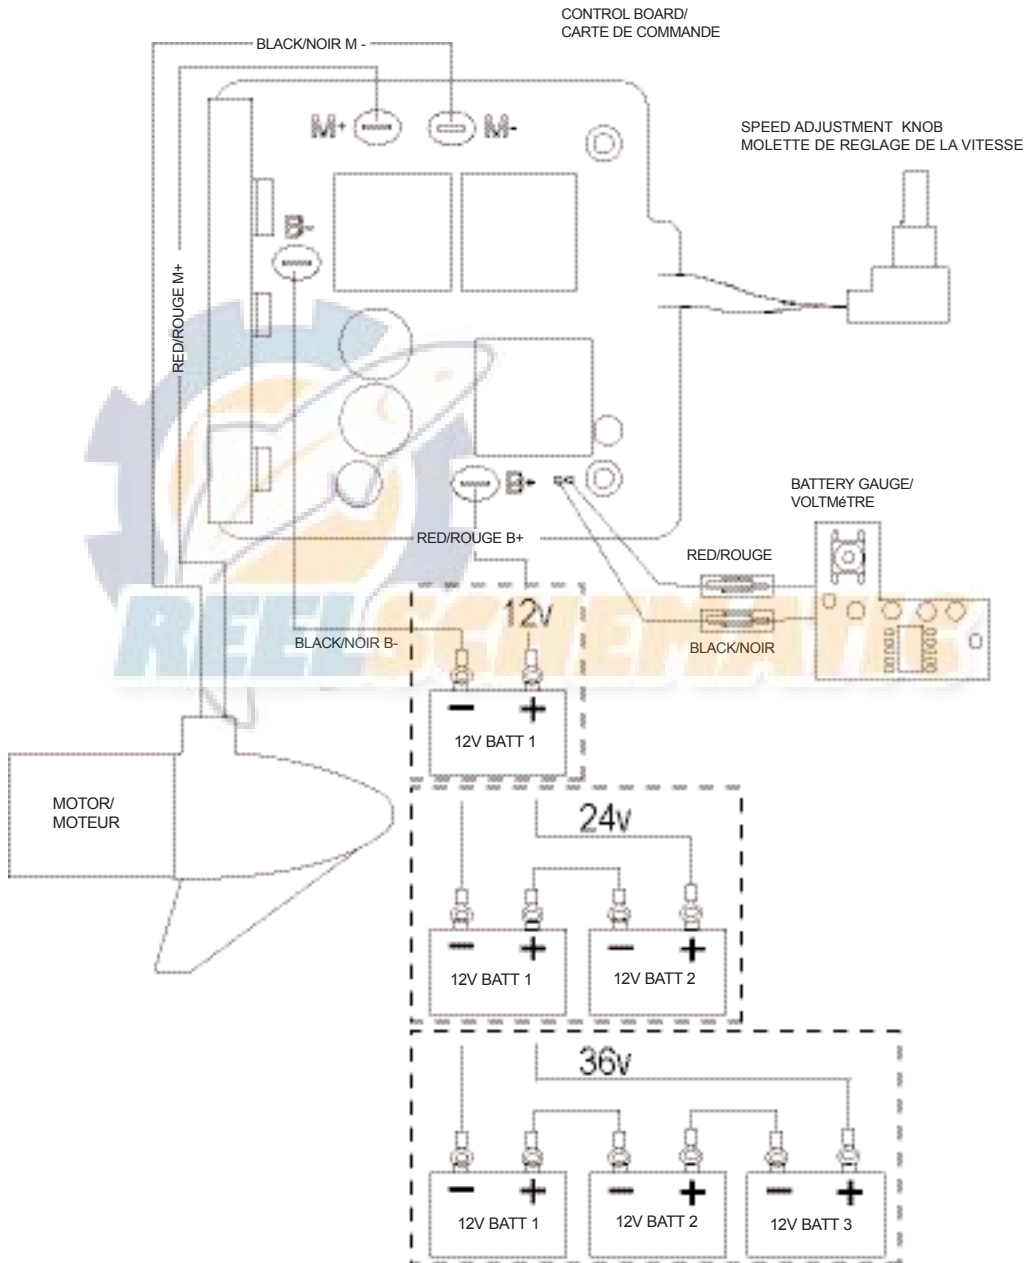 CONTROL BOARD/
CARTE DE COMMANDE
BLACK/NOIR M -
M+
M-
SPEED ADJUSTMENT KNOB
MOLETTE DE REGLAGE DE LA VITESSE
B-
RED/ROUGE M+
B+
BATTERY GAUGE/
VOLTMéTRE
RED/ROUGE B+
RED/ROUGE
12v
REELSCHEMATIC
BLACK/NOIR B-
BLACK/NOIR
- +
12V BATT 1
MOTOR/
MOTEUR
24v
- + - +
12V BATT 1
12V BATT 2
36v
- + - + - +
12V BATT 1
12V BATT 2
12V BATT 3